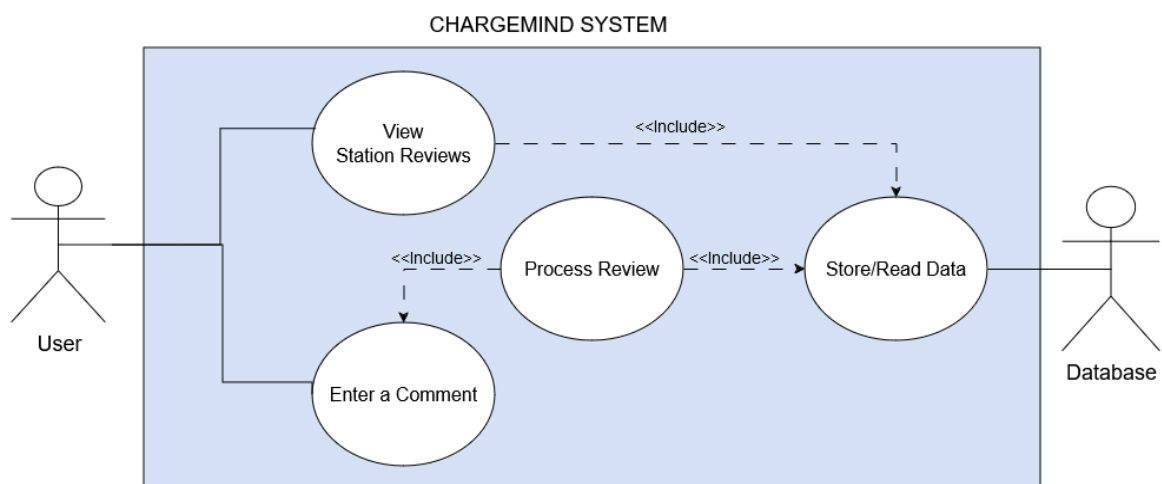 CHARGEMIND SYSTEM
View
Station Reviews
<<Include>>
<<Include>>
Process Review
<<Include>>
Store/Read Data
User
Enter a Comment
Database